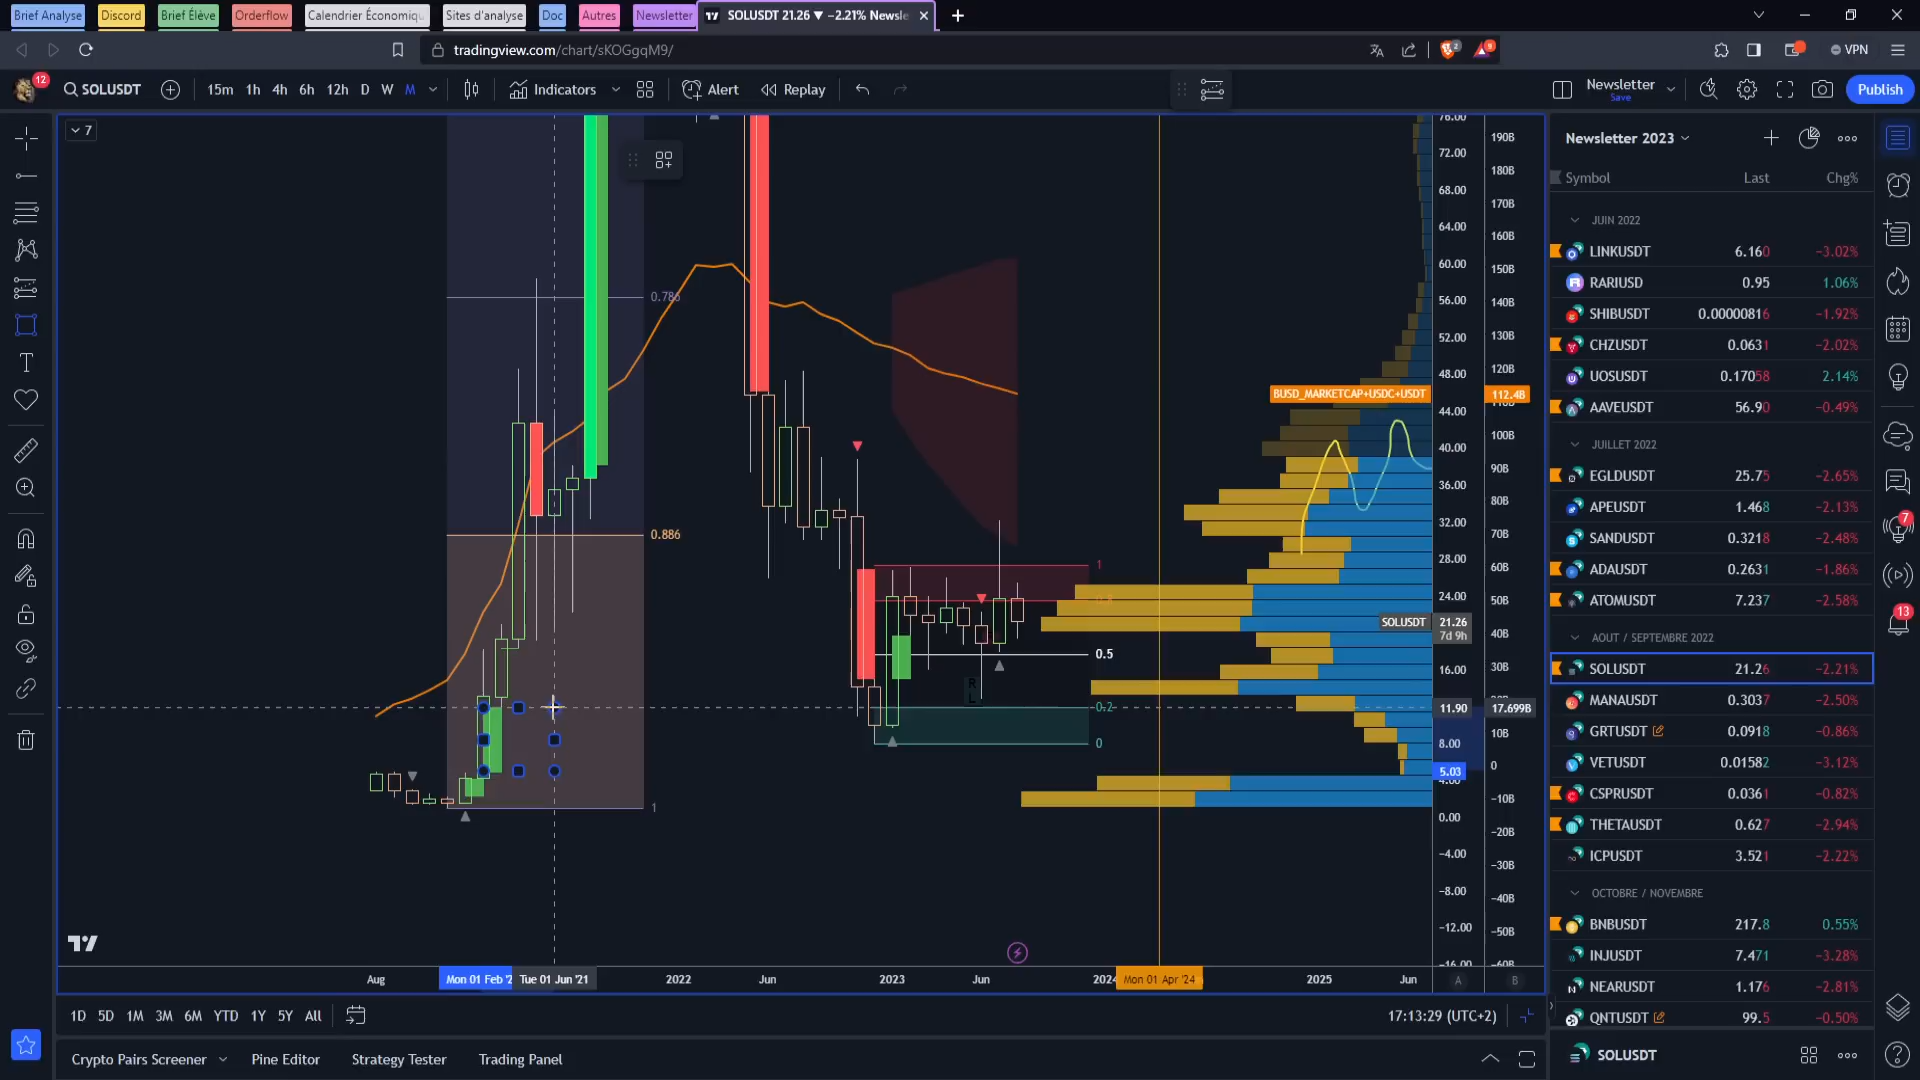 Brief Analyse Discord Brief Élève Orderflow Calendrier Économiqu Sites d'analyse Doc Autres Newsletter SOLUSDT 21.26 ▼ −2.21% Newsle
tradingview.com/chart/sKOGgqM9/ 2 9 VPN
12 SOLUSDT 15m 1h 4h 6h 12h D W M Indicators Alert Replay Newsletter Save Publish
7
76.00
72.00
68.00
64.00
60.00
56.00
52.00
48.00
44.00
40.00
36.00
32.00
28.00
24.00
SOLUSDT 21.26
7d 9h
16.00
11.90
8.00
5.03
4.00
0.00
−4.00
−8.00
−12.00
−16.00
190B
180B
170B
160B
150B
140B
130B
120B
BUSD_MARKETCAP+USDC+USDT 112.4B
100B
90B
80B
70B
60B
50B
40B
30B
17.699B
10B
0
−10B
−20B
−30B
−40B
−50B
−60B
0.786
0.886
1
1
0.5
R
L
0.2
0
Aug Mon 01 Feb '2 Tue 01 Jun '21 2022 Jun 2023 Jun 2024 Mon 01 Apr '24 2025 Jun A B
1D 5D 1M 3M 6M YTD 1Y 5Y All 17:13:29 (UTC+2)
Crypto Pairs Screener Pine Editor Strategy Tester Trading Panel
Newsletter 2023
Symbol Last Chg%
JUIN 2022
LINKUSDT 6.160 −3.02%
RARIUSD 0.95 1.06%
SHIBUSDT 0.00000816 −1.92%
CHZUSDT 0.0631 −2.02%
UOSUSDT 0.17058 2.14%
AAVEUSDT 56.90 −0.49%
JUILLET 2022
EGLDUSDT 25.75 −2.65%
APEUSDT 1.468 −2.13%
SANDUSDT 0.3218 −2.48%
ADAUSDT 0.2631 −1.86%
ATOMUSDT 7.237 −2.58%
AOUT / SEPTEMBRE 2022
SOLUSDT 21.26 −2.21%
MANAUSDT 0.3037 −2.50%
GRTUSDT 0.0918 −0.86%
VETUSDT 0.01582 −3.12%
CSPRUSDT 0.0361 −0.82%
THETAUSDT 0.627 −2.94%
ICPUSDT 3.521 −2.22%
OCTOBRE / NOVEMBRE
BNBUSDT 217.8 0.55%
INJUSDT 7.471 −3.28%
NEARUSDT 1.176 −2.81%
QNTUSDT 99.5 −0.50%
SOLUSDT
7
13